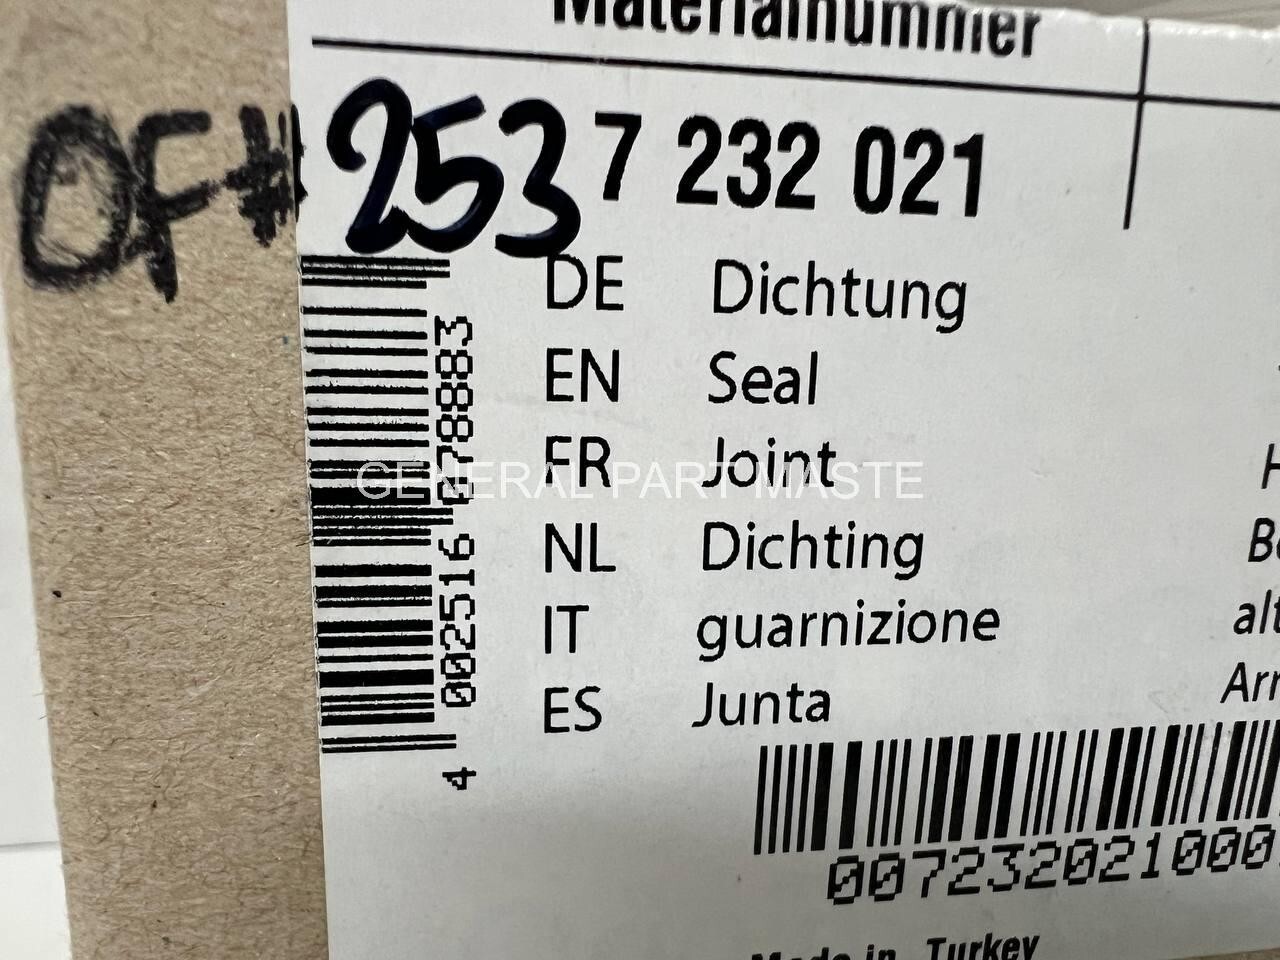 Materialnummer
OF# 253 7 232 021
DE Dichtung
EN Seal
FR Joint
NL Dichting
IT guarnizione
ES Junta
4 002516 078883
GENERAL PART MASTE
007232021000
Made in Turkey